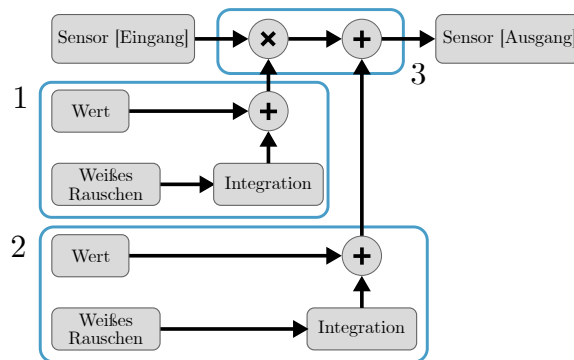 Sensor [Eingang]
×
+
Sensor [Ausgang]
3
1
Wert
+
Weißes
Rauschen
Integration
2
Wert
+
Weißes
Rauschen
Integration